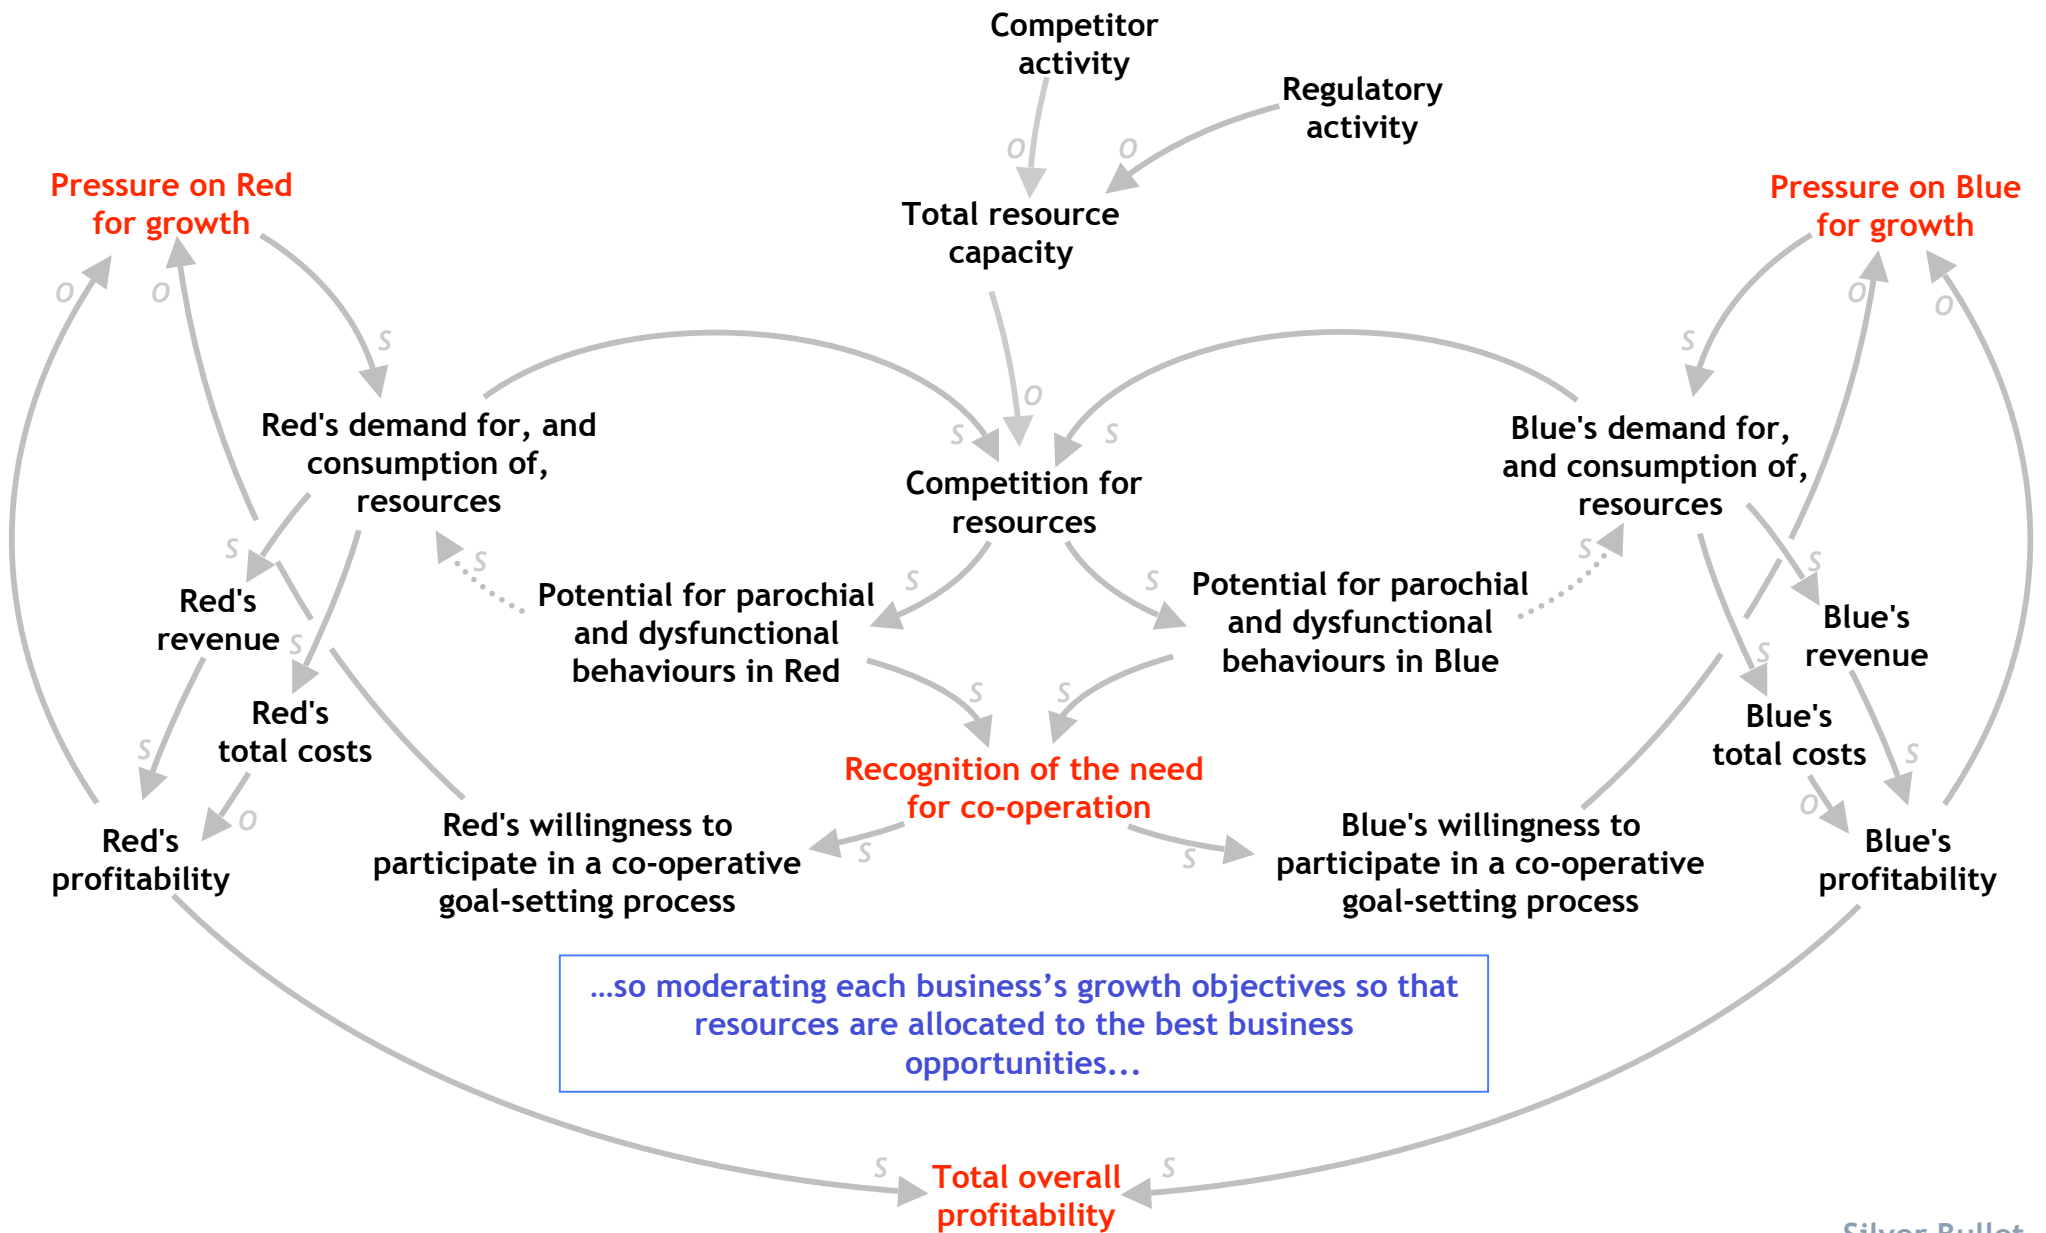 Competitor
activity
Regulatory
activity
O
O
Pressure on Red
for growth
Total resource
capacity
Pressure on Blue
for growth
O
O
O
O
S
S
O
S
S
Red's demand for, and
consumption of,
resources
Competition for
resources
Blue's demand for,
and consumption of,
resources
S
S
S
S
S
S
Red's
revenue
Potential for parochial
and dysfunctional
behaviours in Red
Potential for parochial
and dysfunctional
behaviours in Blue
Blue's
revenue
S
S
S
S
Red's
total costs
Blue's
total costs
S
S
O
O
Recognition of the need
for co-operation
S
S
Red's
profitability
Red's willingness to
participate in a co-operative
goal-setting process
Blue's willingness to
participate in a co-operative
goal-setting process
Blue's
profitability
…so moderating each business’s growth objectives so that
resources are allocated to the best business
opportunities...
S
S
Total overall
profitability
Silver Bullet